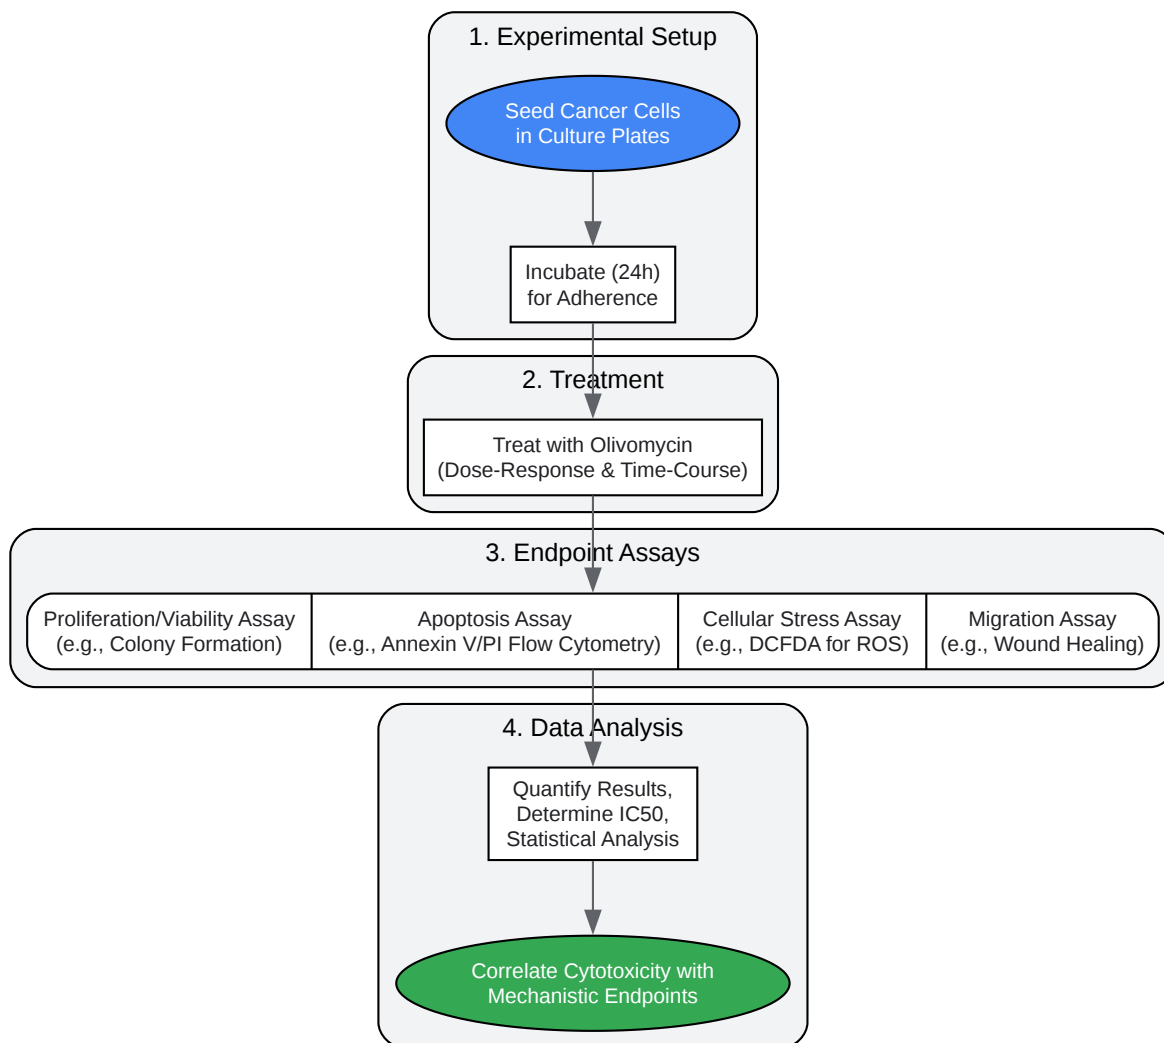 1. Experimental Setup
Seed Cancer Cells
in Culture Plates
Incubate (24h)
for Adherence
2. Treatment
Treat with Olivomycin
(Dose-Response & Time-Course)
3. Endpoint Assays
Proliferation/Viability Assay
(e.g., Colony Formation)
Apoptosis Assay
(e.g., Annexin V/PI Flow Cytometry)
Cellular Stress Assay
(e.g., DCFDA for ROS)
Migration Assay
(e.g., Wound Healing)
4. Data Analysis
Quantify Results,
Determine IC50,
Statistical Analysis
Correlate Cytotoxicity with
Mechanistic Endpoints